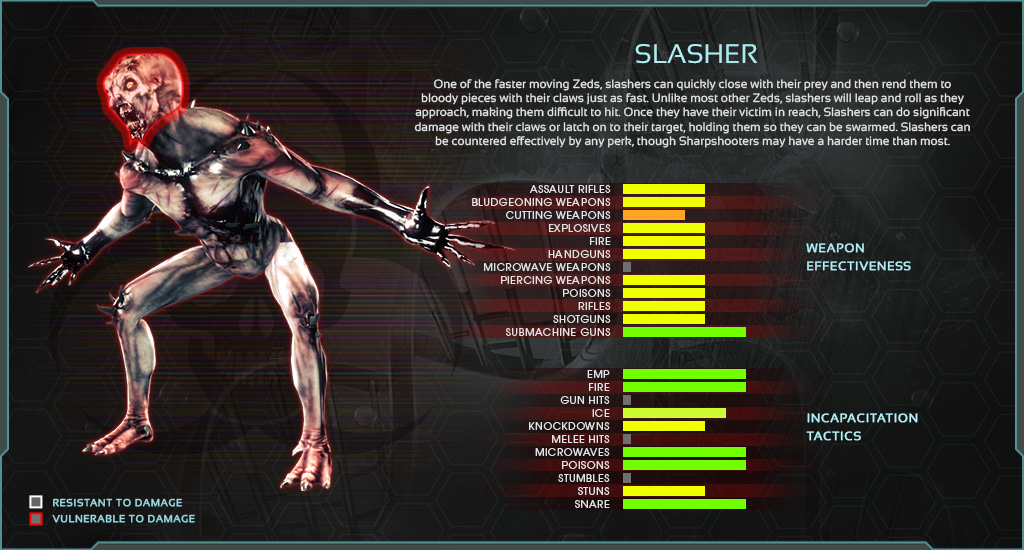 SLASHER
One of the faster moving Zeds, slashers can quickly close with their prey and then rend them to
bloody pieces with their claws just as fast. Unlike most other Zeds, slashers will leap and roll as they
approach, making them difficult to hit. Once they have their victim in reach, Slashers can do significant
damage with their claws or latch on to their target, holding them so they can be swarmed. Slashers can
be countered effectively by any perk, though Sharpshooters may have a harder time than most.
ASSAULT RIFLES
BLUDGEONING WEAPONS
CUTTING WEAPONS
EXPLOSIVES
FIRE
HANDGUNS
MICROWAVE WEAPONS
PIERCING WEAPONS
POISONS
RIFLES
SHOTGUNS
SUBMACHINE GUNS
WEAPON
EFFECTIVENESS
EMP
FIRE
GUN HITS
ICE
KNOCKDOWNS
MELEE HITS
MICROWAVES
POISONS
STUMBLES
STUNS
SNARE
INCAPACITATION
TACTICS
RESISTANT TO DAMAGE
VULNERABLE TO DAMAGE